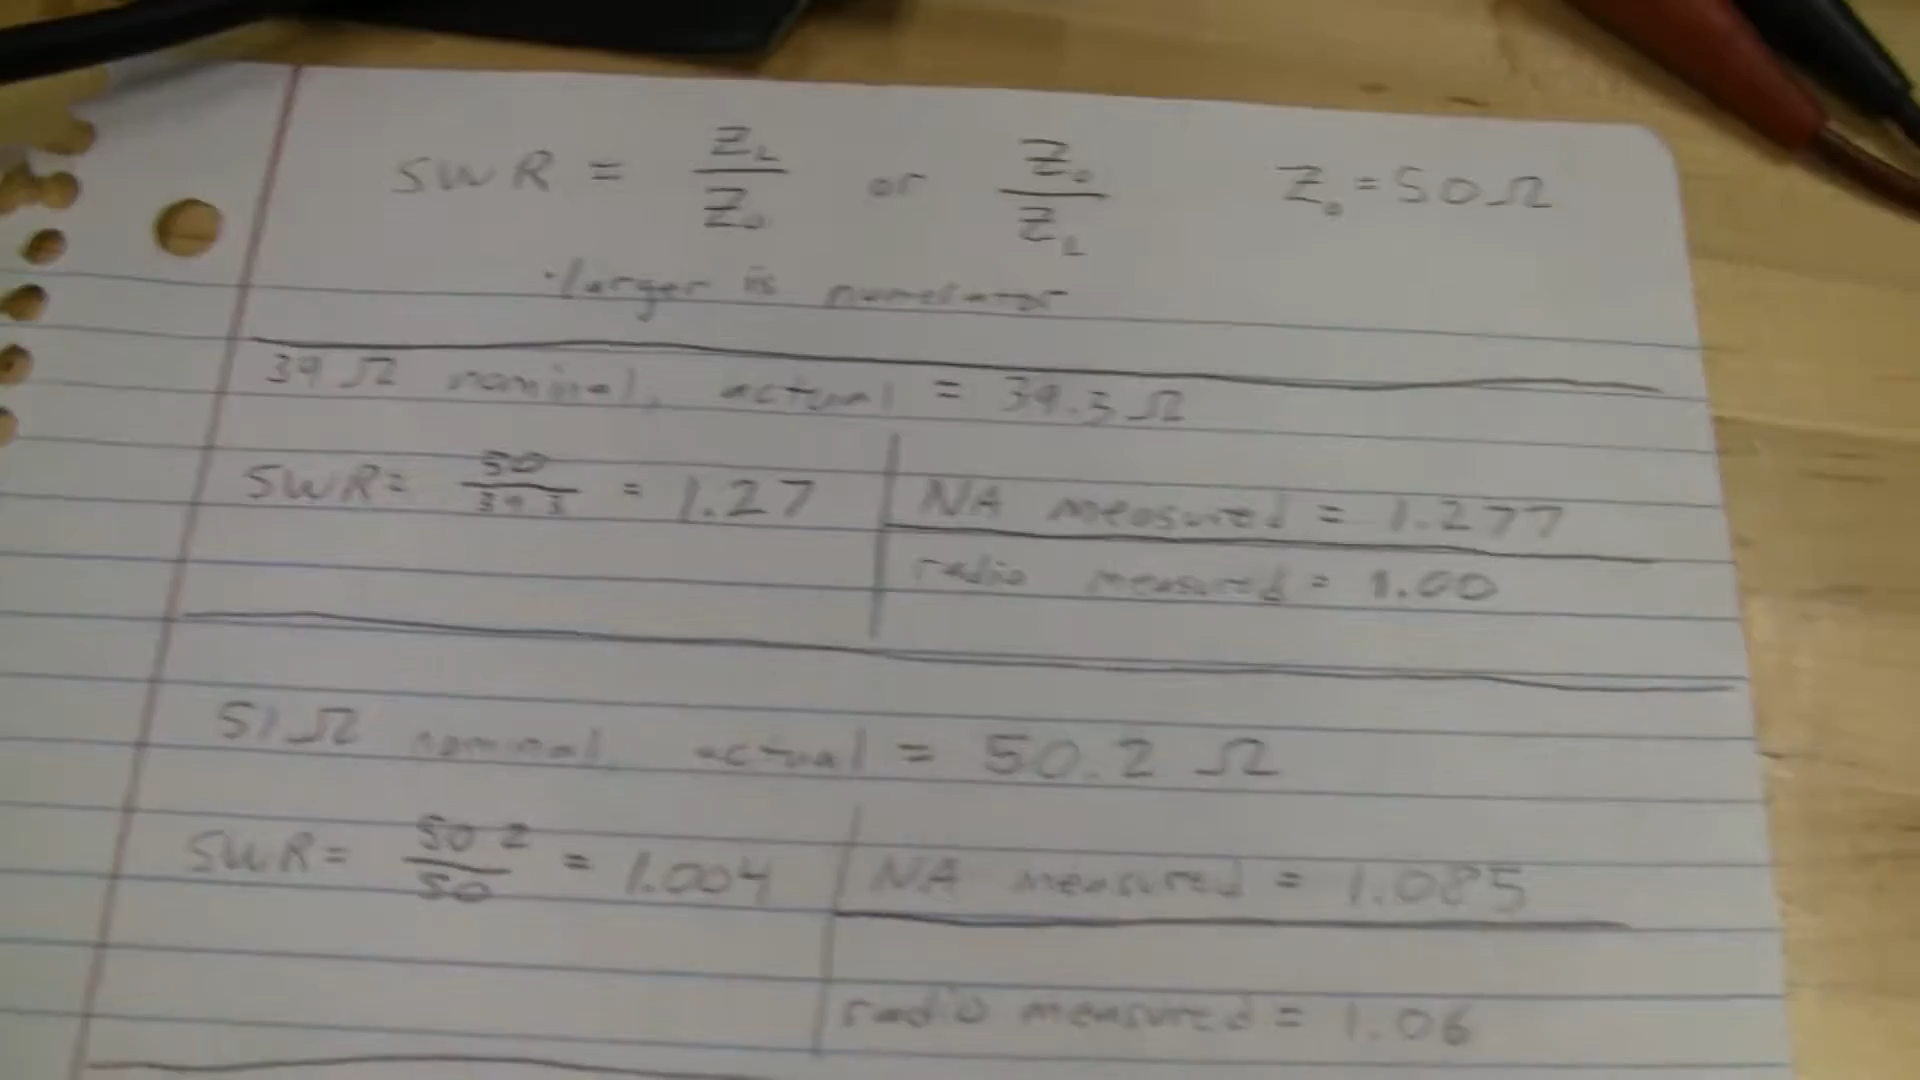 SWR = Z_L/Z_0 or Z_0/Z_L Z_0 = 50 Ω
·larger is numerator
39 Ω nominal, actual = 39.3 Ω
SWR = 50/39.3 = 1.27
NA measured = 1.277
radio measured = 1.00
51 Ω nominal, actual = 50.2 Ω
SWR = 50.2/50 = 1.004
NA measured = 1.085
radio measured = 1.06